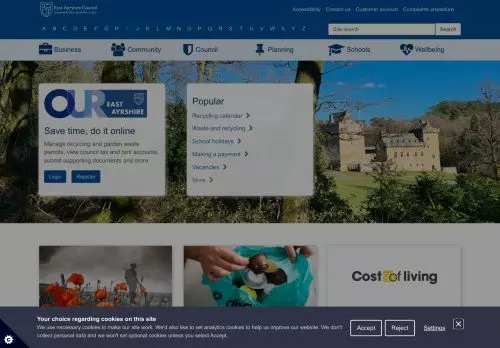 East Ayrshire Council
Accessibility Contact us Customer account Complaints procedure
A B C D E F G H I J K L M N O P Q R S T U V W X Y Z
Site search Search
Business Community Council Planning Schools Wellbeing
OUR EAST AYRSHIRE
Save time, do it online
Manage recycling and garden waste
permits, view council tax and rent accounts,
submit supporting documents and more.
Login Register
Popular
Recycling calendar
Waste and recycling
School holidays
Making a payment
Vacancies
More
Cost of living
Your choice regarding cookies on this site
We use necessary cookies to make our site work. We'd also like to set analytics cookies to help us improve our website. We don't
collect personal data and we won't set optional cookies unless you select Accept.
Accept Reject Settings